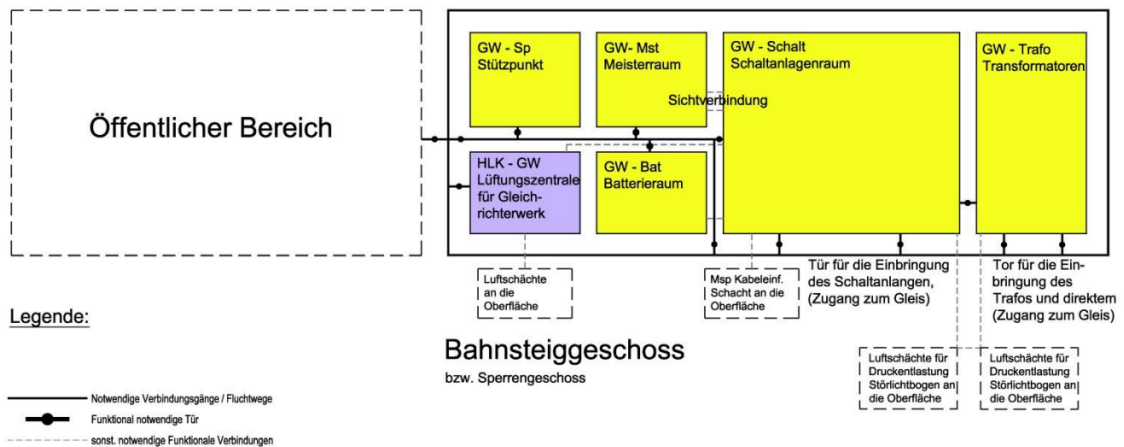 Öffentlicher Bereich
GW - Sp
Stützpunkt
GW- Mst
Meisterraum
GW - Schalt
Schaltanlagenraum
GW - Trafo
Transformatoren
Sichtverbindung
HLK - GW
Lüftungszentrale
für Gleich-
richterwerk
GW - Bat
Batterieraum
Luftschächte
an die
Oberfläche
Msp Kabeleinf.
Schacht an die
Oberfläche
Tür für die Einbringung
des Schaltanlangen,
(Zugang zum Gleis)
Tor für die Ein-
bringung des
Trafos und direktem
(Zugang zum Gleis)
Luftschächte für
Druckentlastung
Störlichtbogen an
die Oberfläche
Luftschächte für
Druckentlastung
Störlichtbogen an
die Oberfläche
Bahnsteiggeschoss
bzw. Sperrengeschoss
Legende:
Notwendige Verbindungsgänge / Fluchtwege
Funktional notwendige Tür
sonst. notwendige Funktionale Verbindungen